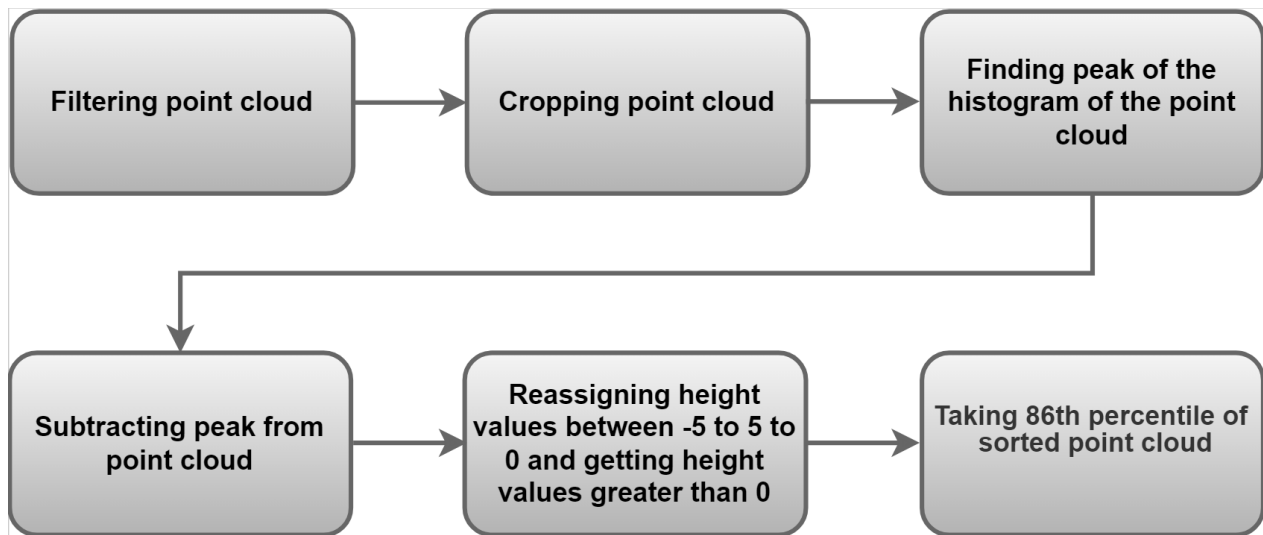 Filtering point cloud
Cropping point cloud
Finding peak of the
histogram of the point
cloud
Subtracting peak from
point cloud
Reassigning height
values between -5 to 5 to
0 and getting height
values greater than 0
Taking 86th percentile of
sorted point cloud